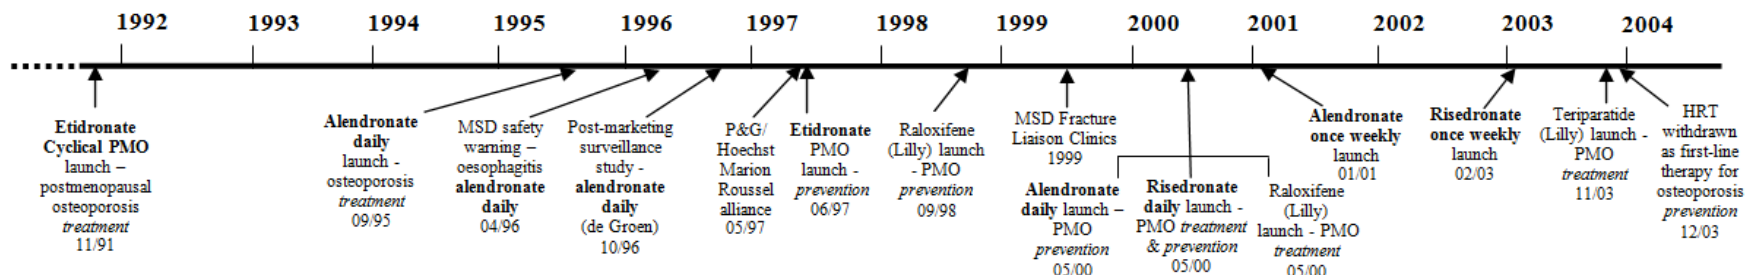 1992 1993 1994 1995 1996 1997 1998 1999 2000 2001 2002 2003 2004
Etidronate
Cyclical PMO
launch –
postmenopausal
osteoporosis
treatment
11/91
Alendronate
daily
launch -
osteoporosis
treatment
09/95
MSD safety
warning –
oesophagitis
alendronate
daily
04/96
Post-marketing
surveillance
study -
alendronate
daily
(de Groen)
10/96
P&G/
Hoechst
Marion
Roussel
alliance
05/97
Etidronate
PMO
launch -
prevention
06/97
Raloxifene
(Lilly) launch
- PMO
prevention
09/98
MSD Fracture
Liaison Clinics
1999
Alendronate
daily launch –
PMO
prevention
05/00
Risedronate
daily launch -
PMO treatment
& prevention
05/00
Raloxifene
(Lilly)
launch - PMO
treatment
05/00
Alendronate
once weekly
launch
01/01
Risedronate
once weekly
launch
02/03
Teriparatide
(Lilly) launch -
PMO
treatment
11/03
HRT
withdrawn
as first-line
therapy for
osteoporosis
prevention
12/03